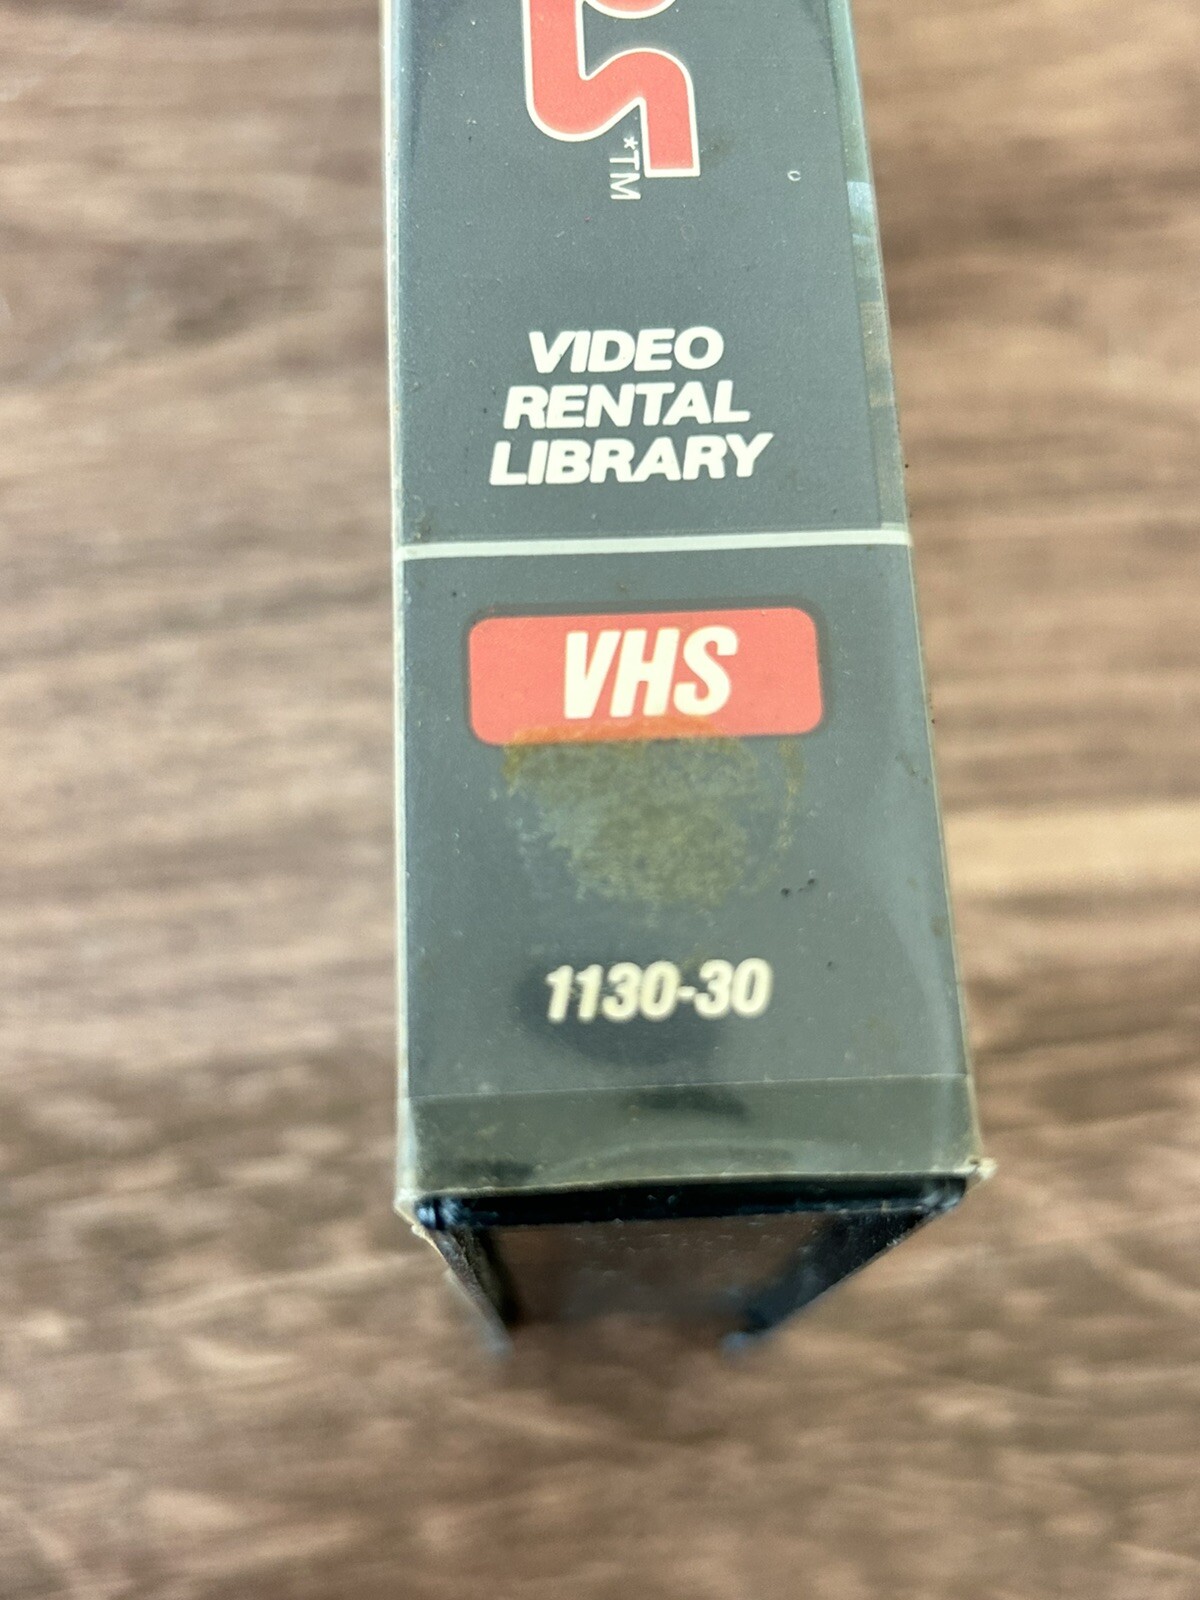 S*TM
VIDEO
RENTAL
LIBRARY
VHS
1130-30